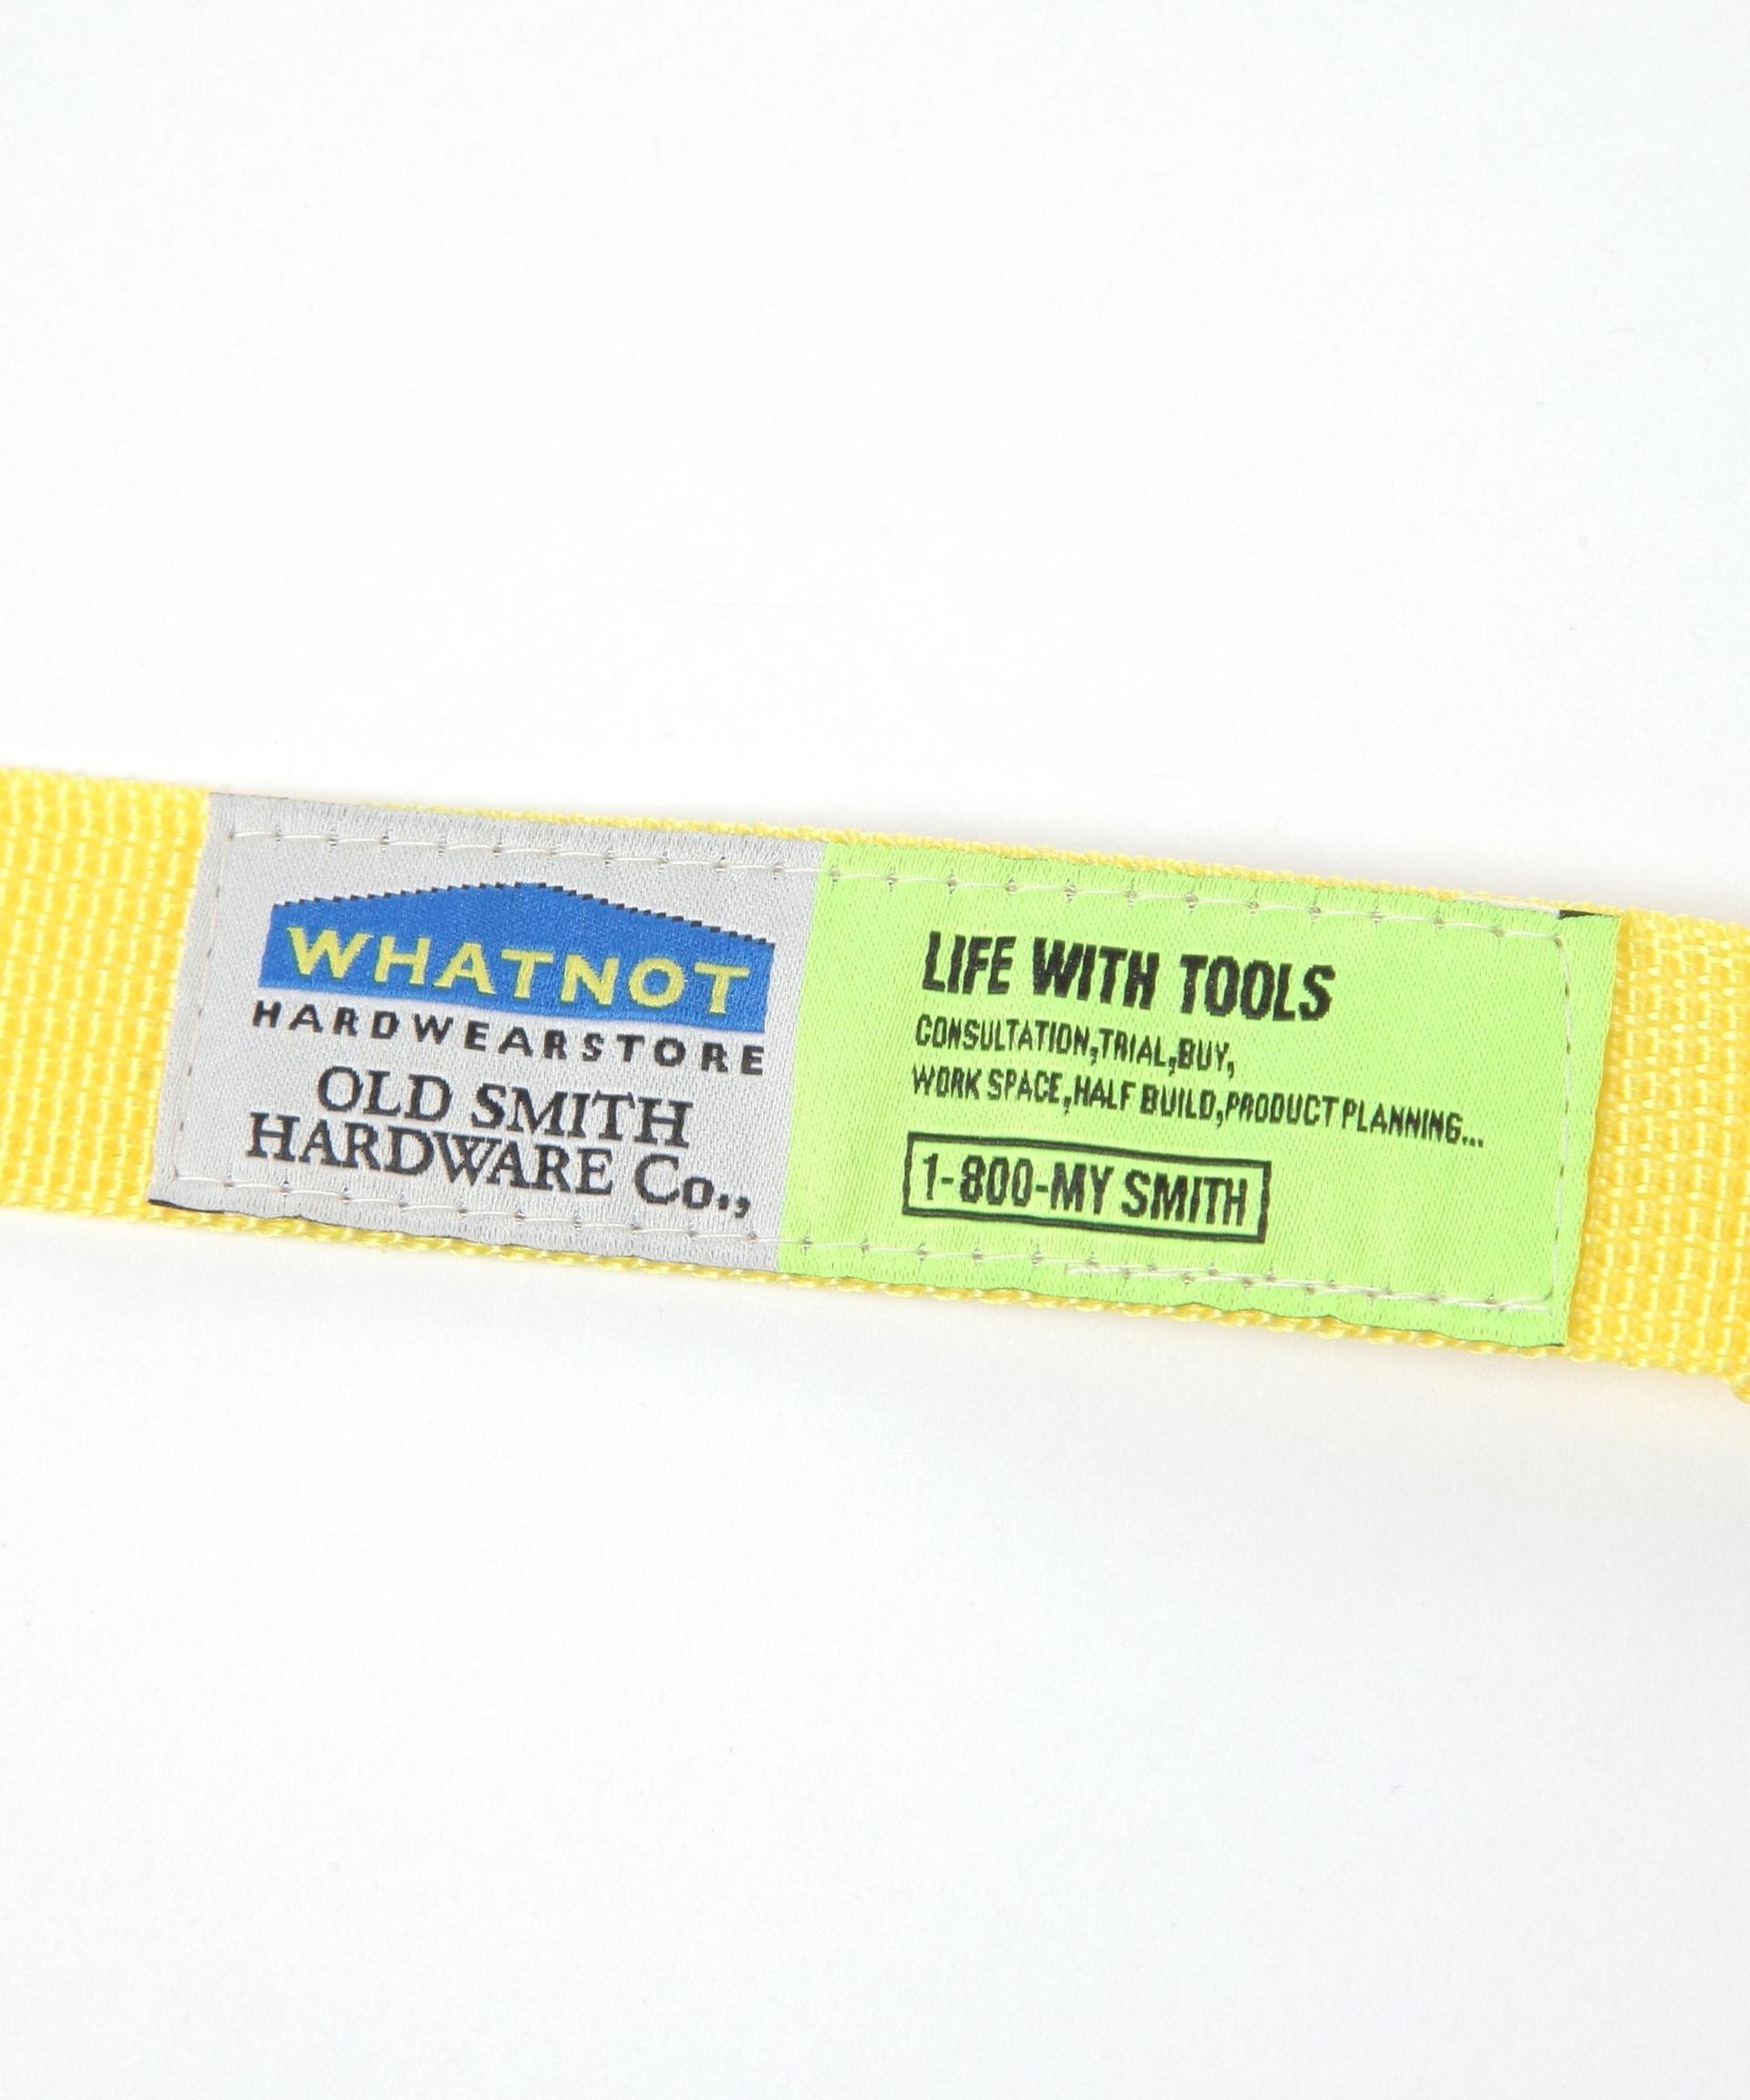 WHATNOT
HARDWEARSTORE
OLD SMITH
HARDWARE Co.,
LIFE WITH TOOLS
CONSULTATION,TRIAL,BUY,
WORK SPACE,HALF BUILD,PRODUCT PLANNING...
1-800-MY SMITH